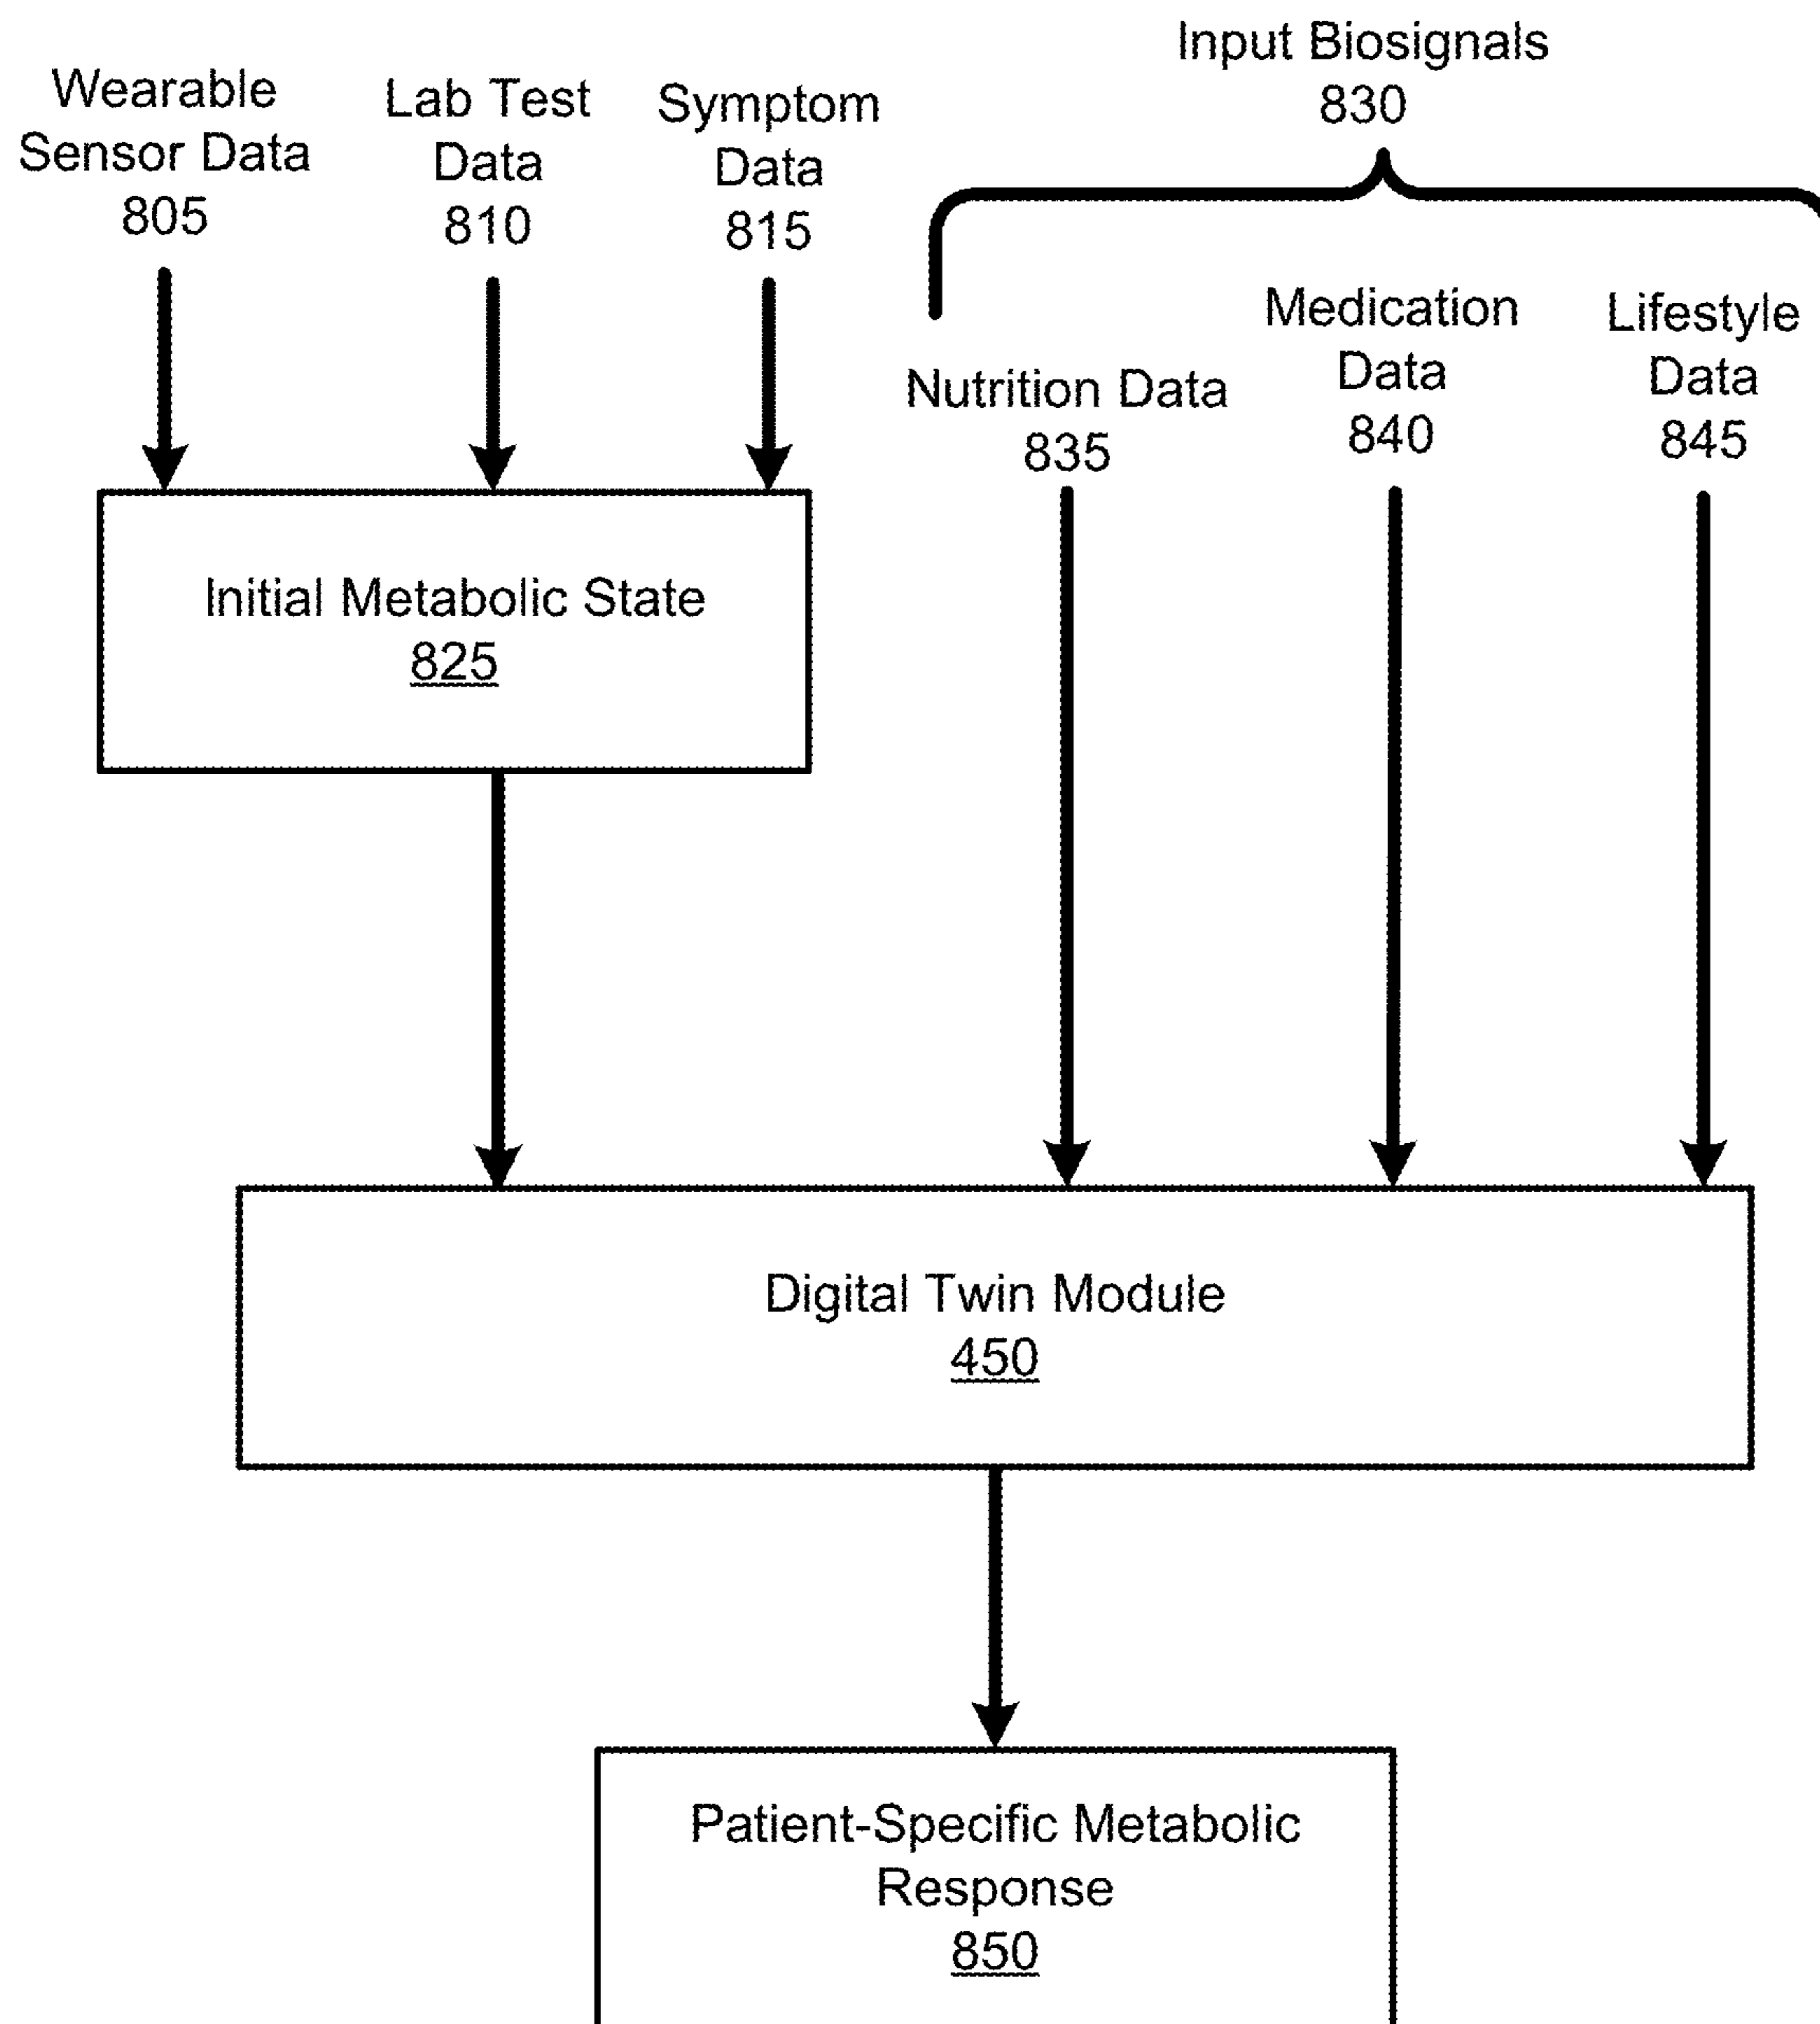 Input Biosignals
830
Wearable
Sensor Data
805
Lab Test
Data
810
Symptom
Data
815
Nutrition Data
835
Medication
Data
840
Lifestyle
Data
845
Initial Metabolic State
825
Digital Twin Module
450
Patient-Specific Metabolic
Response
850